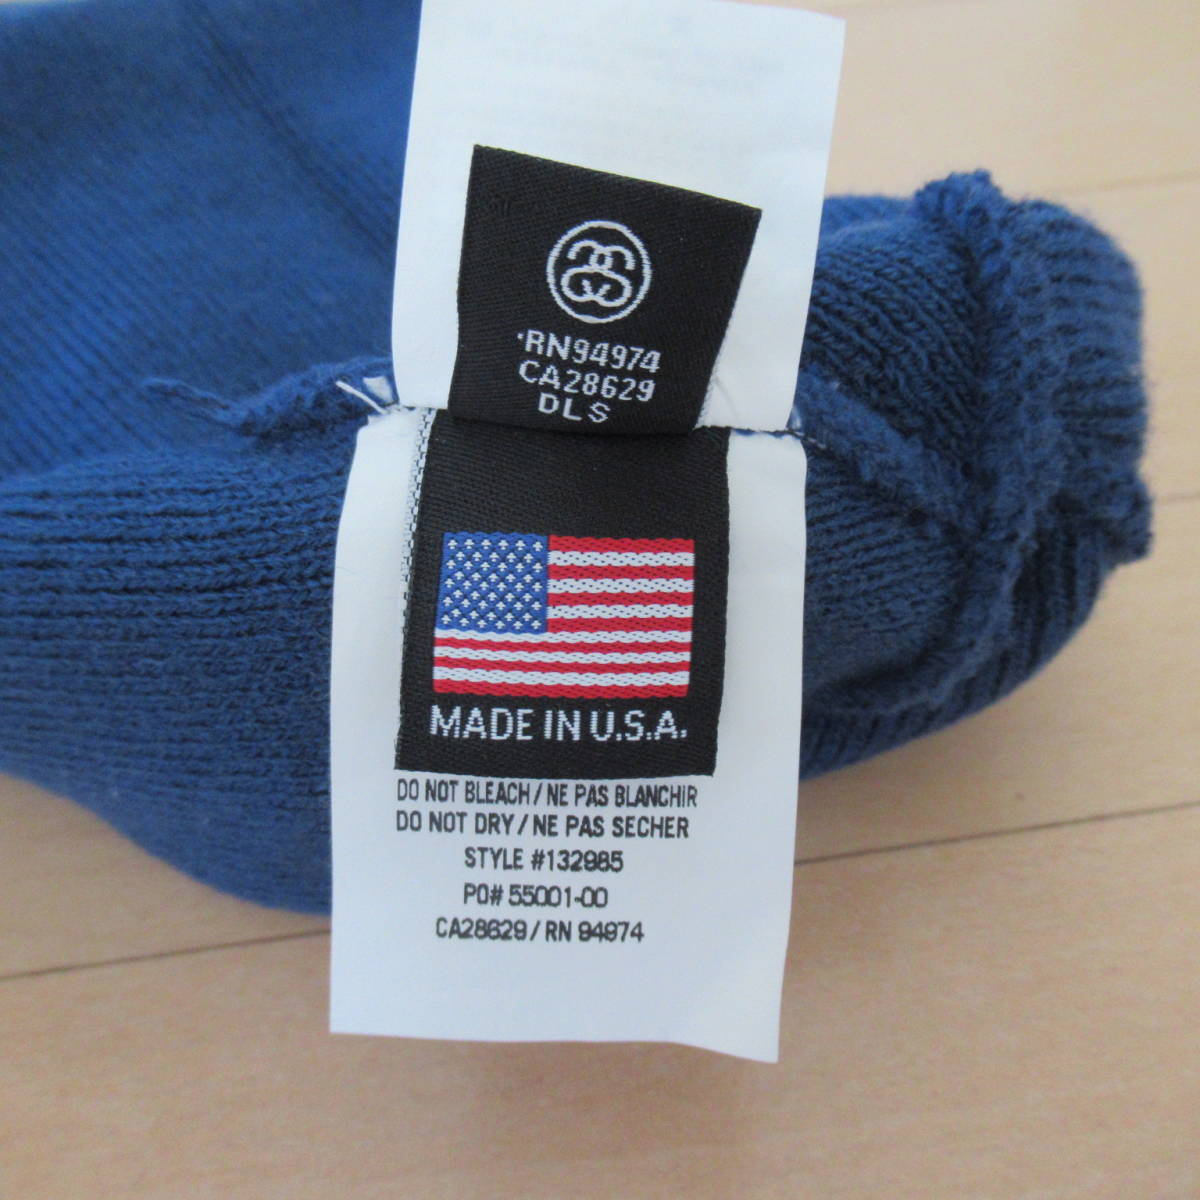 RN94974
CA28629
DLS
MADE IN U.S.A.
DO NOT BLEACH / NE PAS BLANCHIR
DO NOT DRY / NE PAS SECHER
STYLE #132985
PO# 55001-00
CA28629 / RN 94974